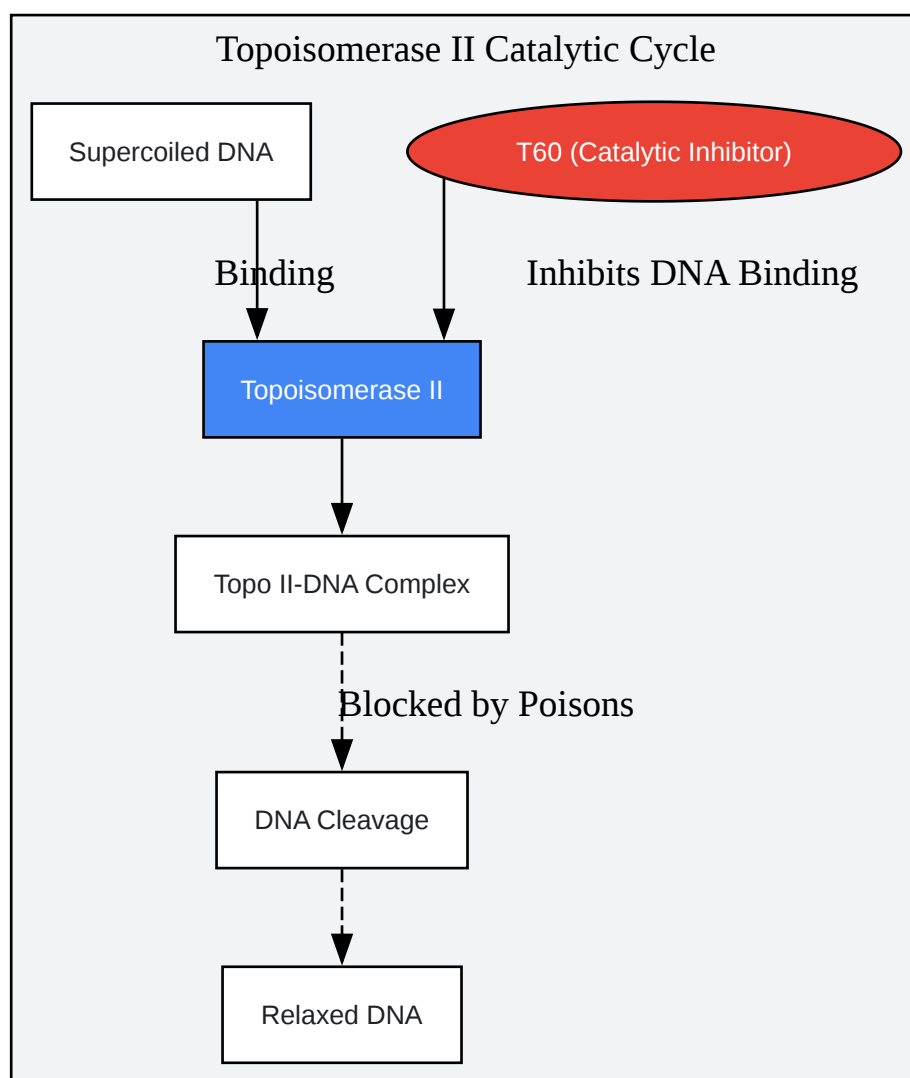 Topoisomerase II Catalytic Cycle
Supercoiled DNA
T60 (Catalytic Inhibitor)
Binding
Inhibits DNA Binding
Topoisomerase II
Topo II-DNA Complex
Blocked by Poisons
DNA Cleavage
Relaxed DNA